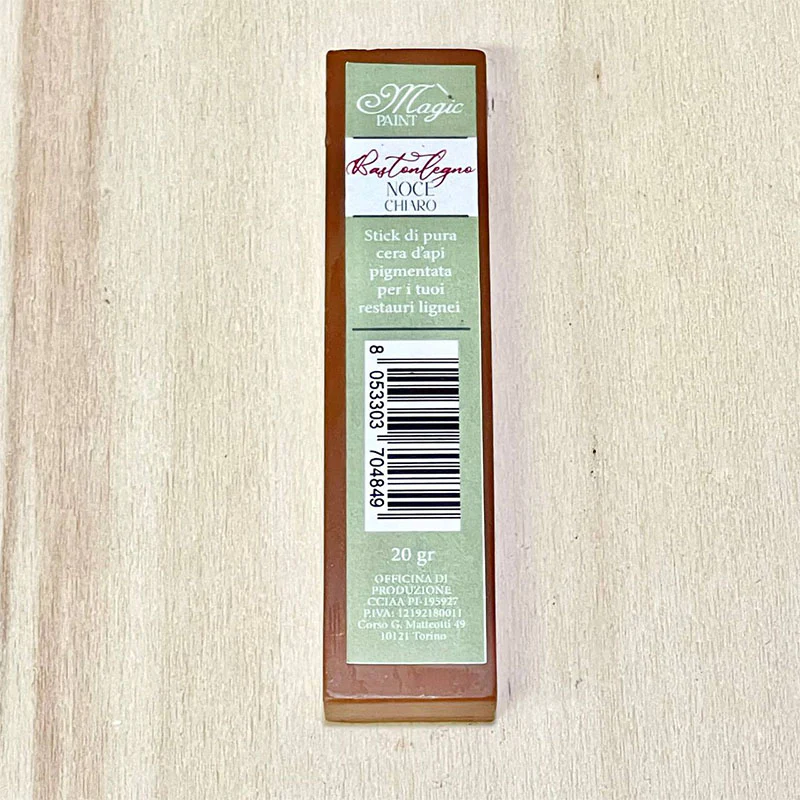 Magic
PAINT
Bastonlegno
NOCE
CHIARO
Stick di pura
cera d'api
pigmentata
per i tuoi
restauri lignei
8 053303 704849
20 gr
OFFICINA DI
PRODUZIONE
CCIAA PI-195927
P.IVA: 12192180011
Corso G. Matteotti 49
10121 Torino